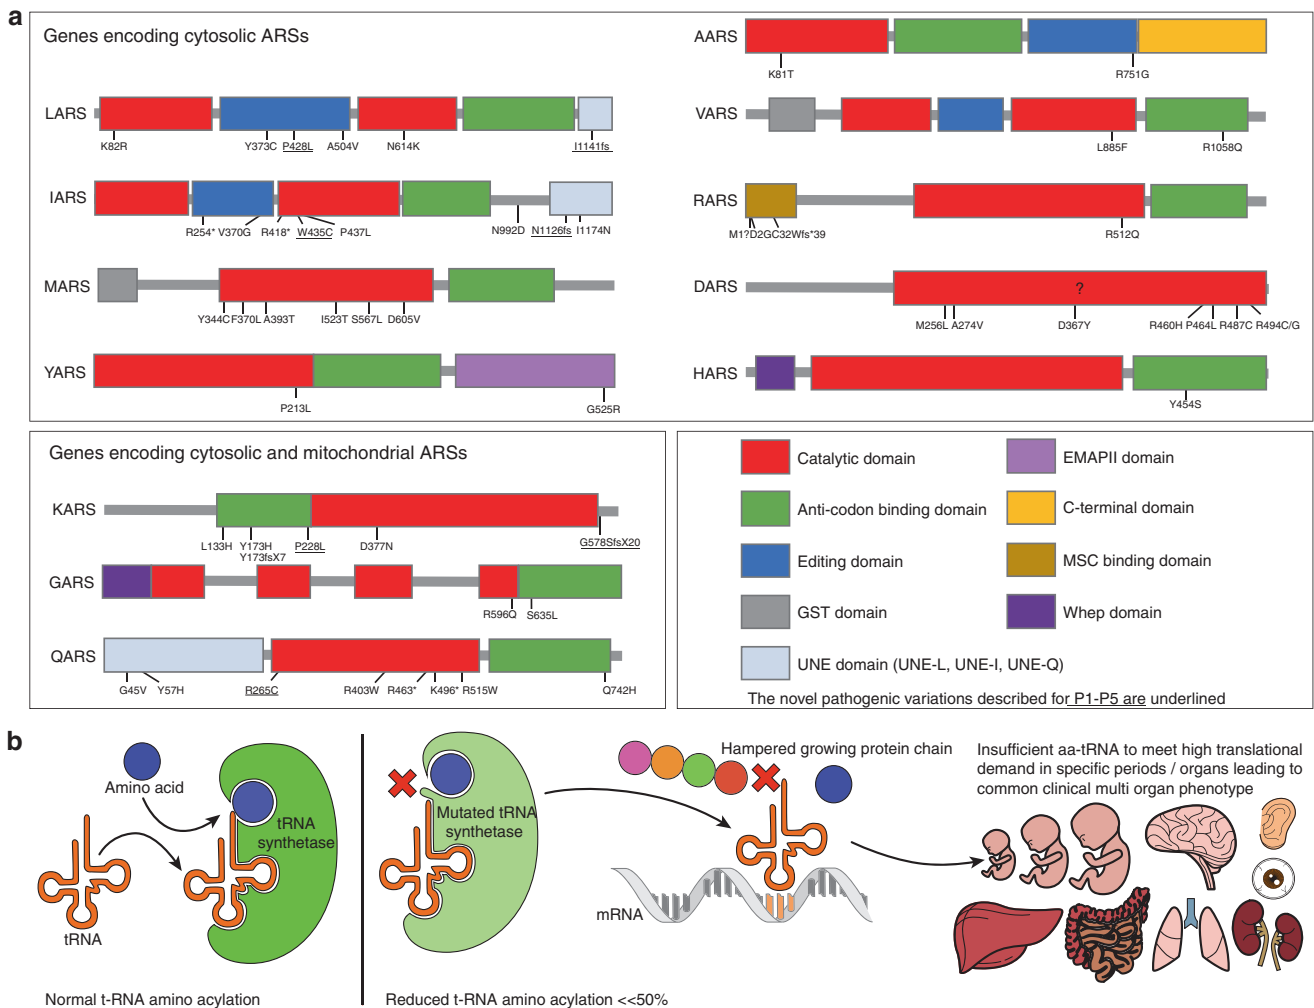 a
Genes encoding cytosolic ARSs
LARS
K82R Y373C P428L A504V N614K I1141fs
IARS
R254* V370G R418* W435C P437L N992D N1126fs I1174N
MARS
Y344C F370L A393T I523T S567L D605V
YARS
P213L G525R
AARS
K81T R751G
VARS
L885F R1058Q
RARS
M1?D2GC32Wfs*39 R512Q
DARS
?
M256L A274V D367Y R460H P464L R487C R494C/G
HARS
Y454S
Genes encoding cytosolic and mitochondrial ARSs
KARS
L133H Y173H P228L D377N G578SfsX20
Y173fsX7
GARS
R596Q S635L
QARS
G45V Y57H R265C R403W R463* K496* R515W Q742H
Catalytic domain
Anti-codon binding domain
Editing domain
GST domain
UNE domain (UNE-L, UNE-I, UNE-Q)
EMAPII domain
C-terminal domain
MSC binding domain
Whep domain
The novel pathogenic variations described for P1-P5 are underlined
b
Amino acid
tRNA
synthetase
tRNA
Normal t-RNA amino acylation
Mutated tRNA
synthetase
Reduced t-RNA amino acylation <<50%
Hampered growing protein chain
mRNA
Insufficient aa-tRNA to meet high translational
demand in specific periods / organs leading to
common clinical multi organ phenotype